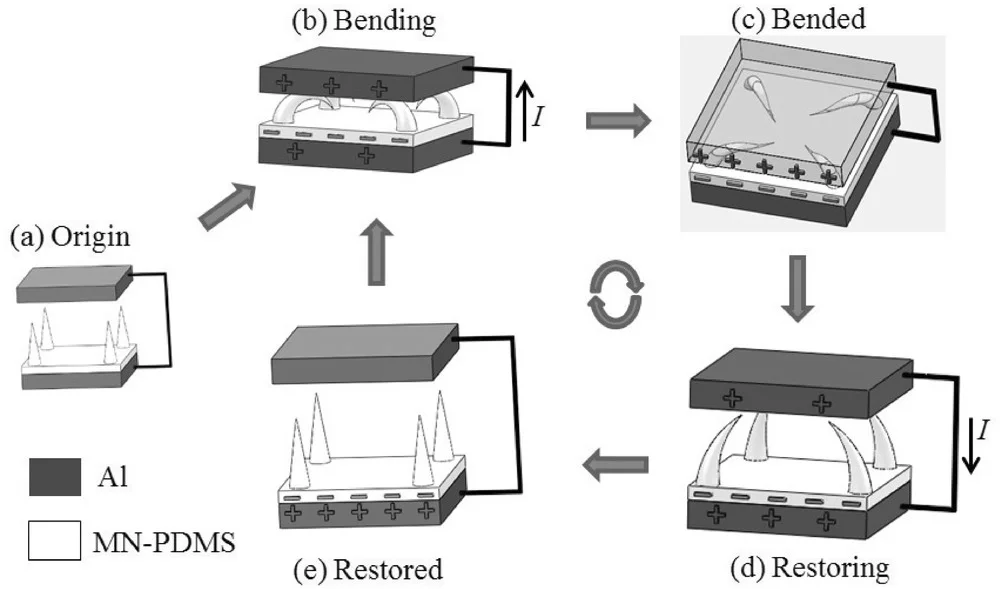 (b) Bending
(c) Bended
I
(a) Origin
I
Al
MN-PDMS
(e) Restored
(d) Restoring